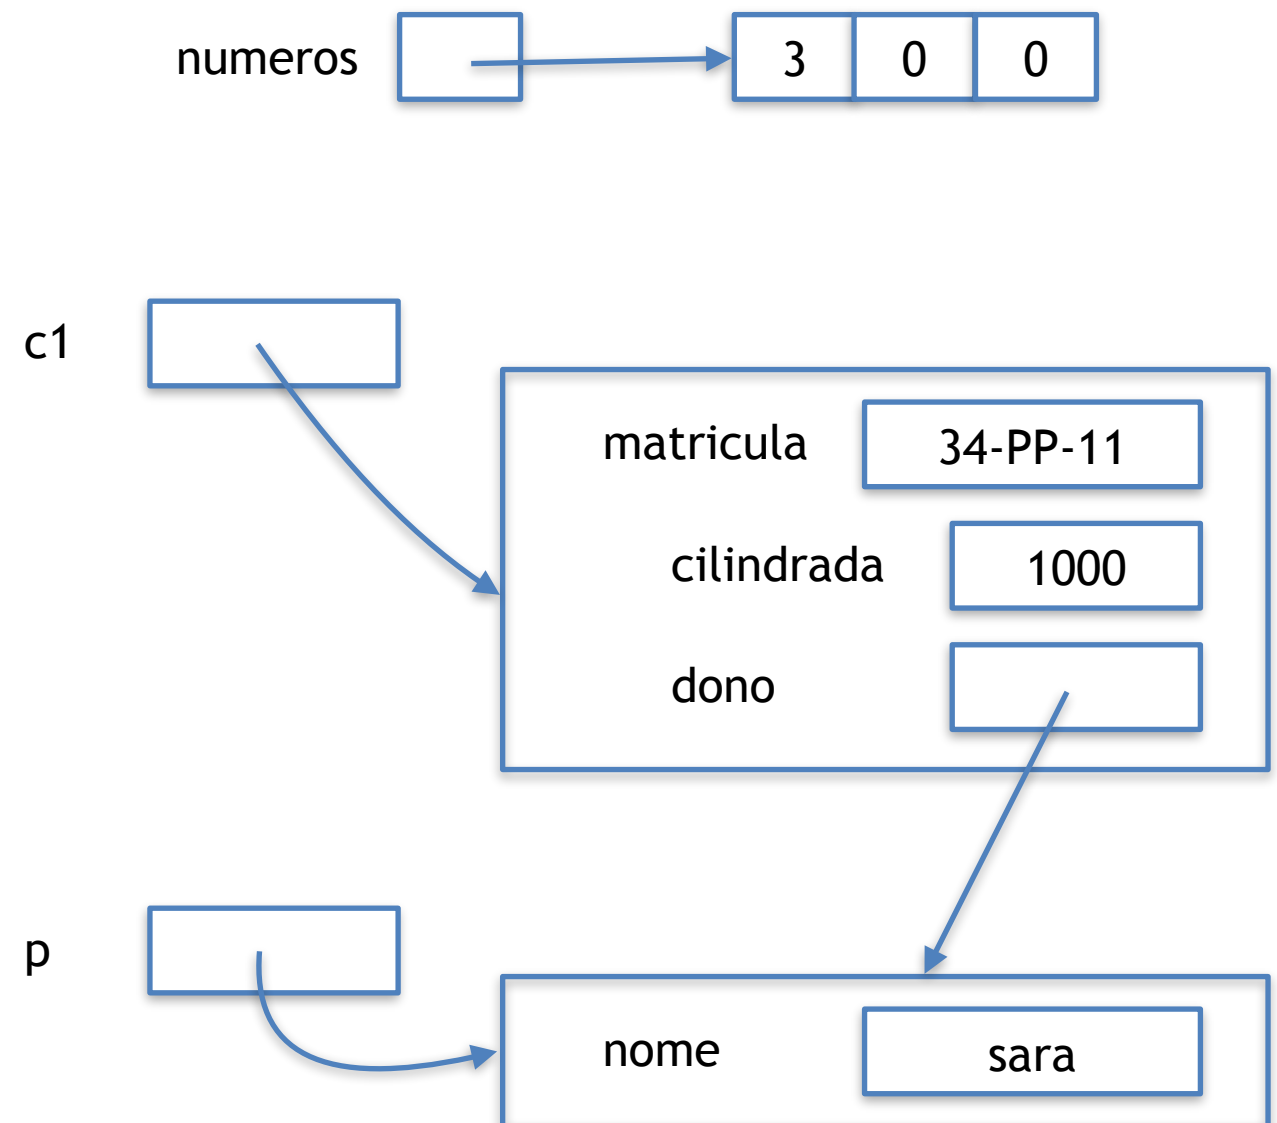 numeros 3 0 0
c1
matricula 34-PP-11
cilindrada 1000
dono
p
nome sara